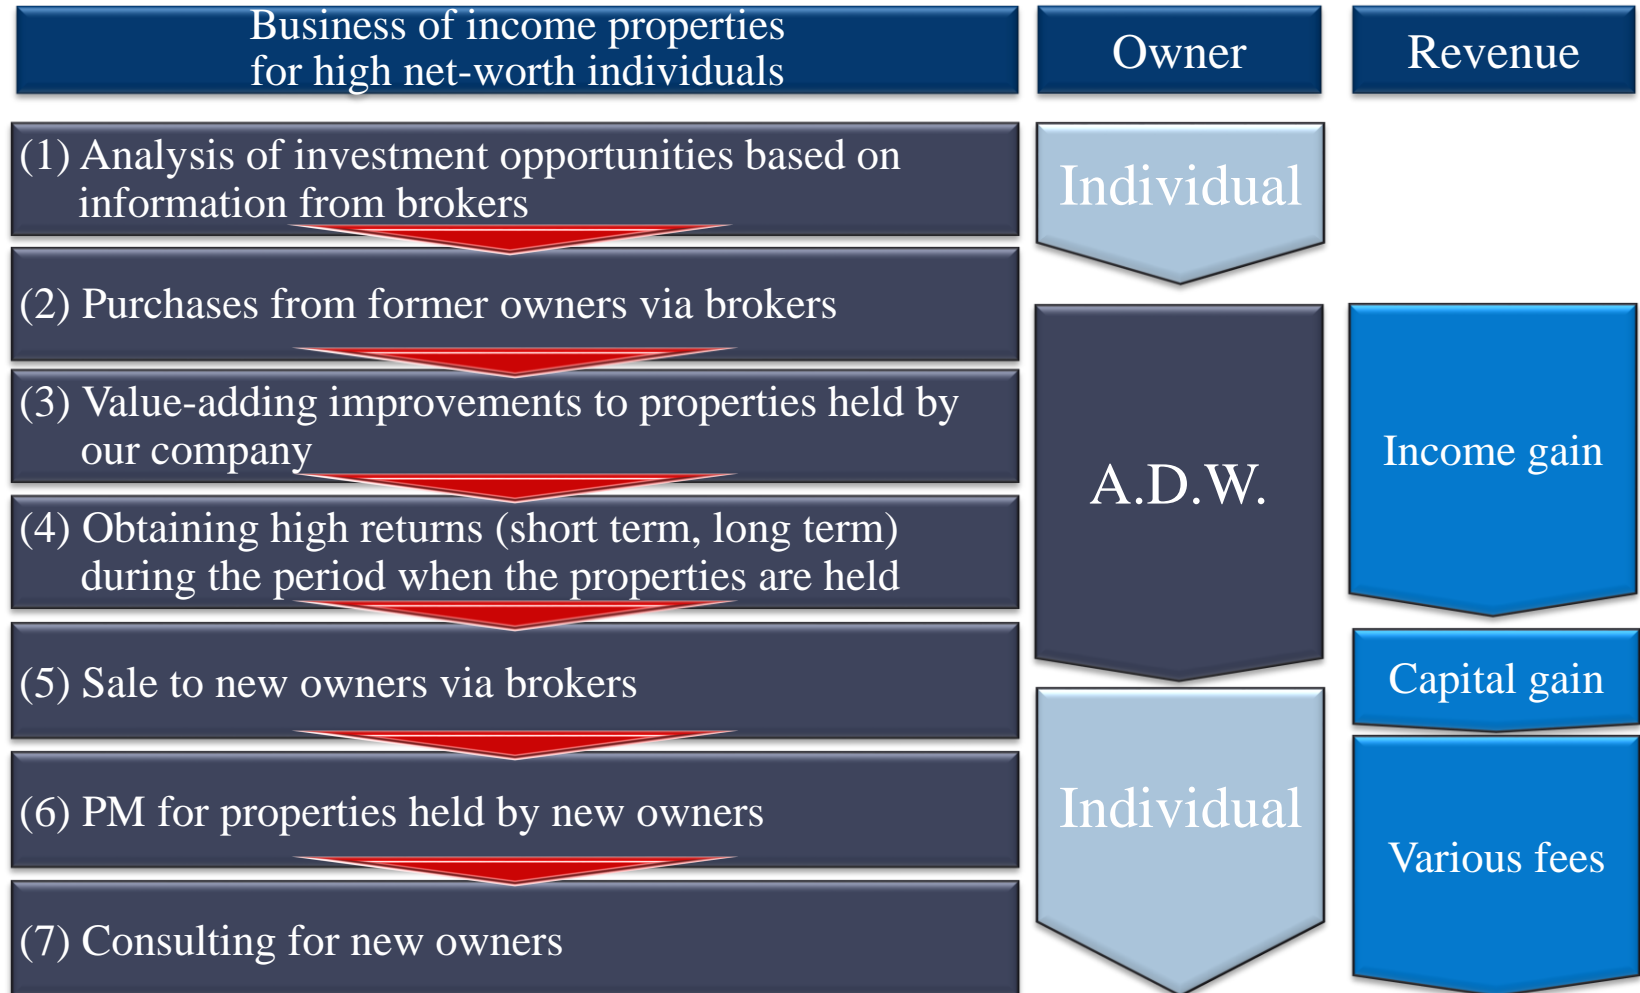 Business of income properties
for high net-worth individuals
Owner
Revenue
(1) Analysis of investment opportunities based on
information from brokers
Individual
(2) Purchases from former owners via brokers
(3) Value-adding improvements to properties held by
our company
(4) Obtaining high returns (short term, long term)
during the period when the properties are held
A.D.W.
Income gain
(5) Sale to new owners via brokers
Capital gain
(6) PM for properties held by new owners
Individual
Various fees
(7) Consulting for new owners